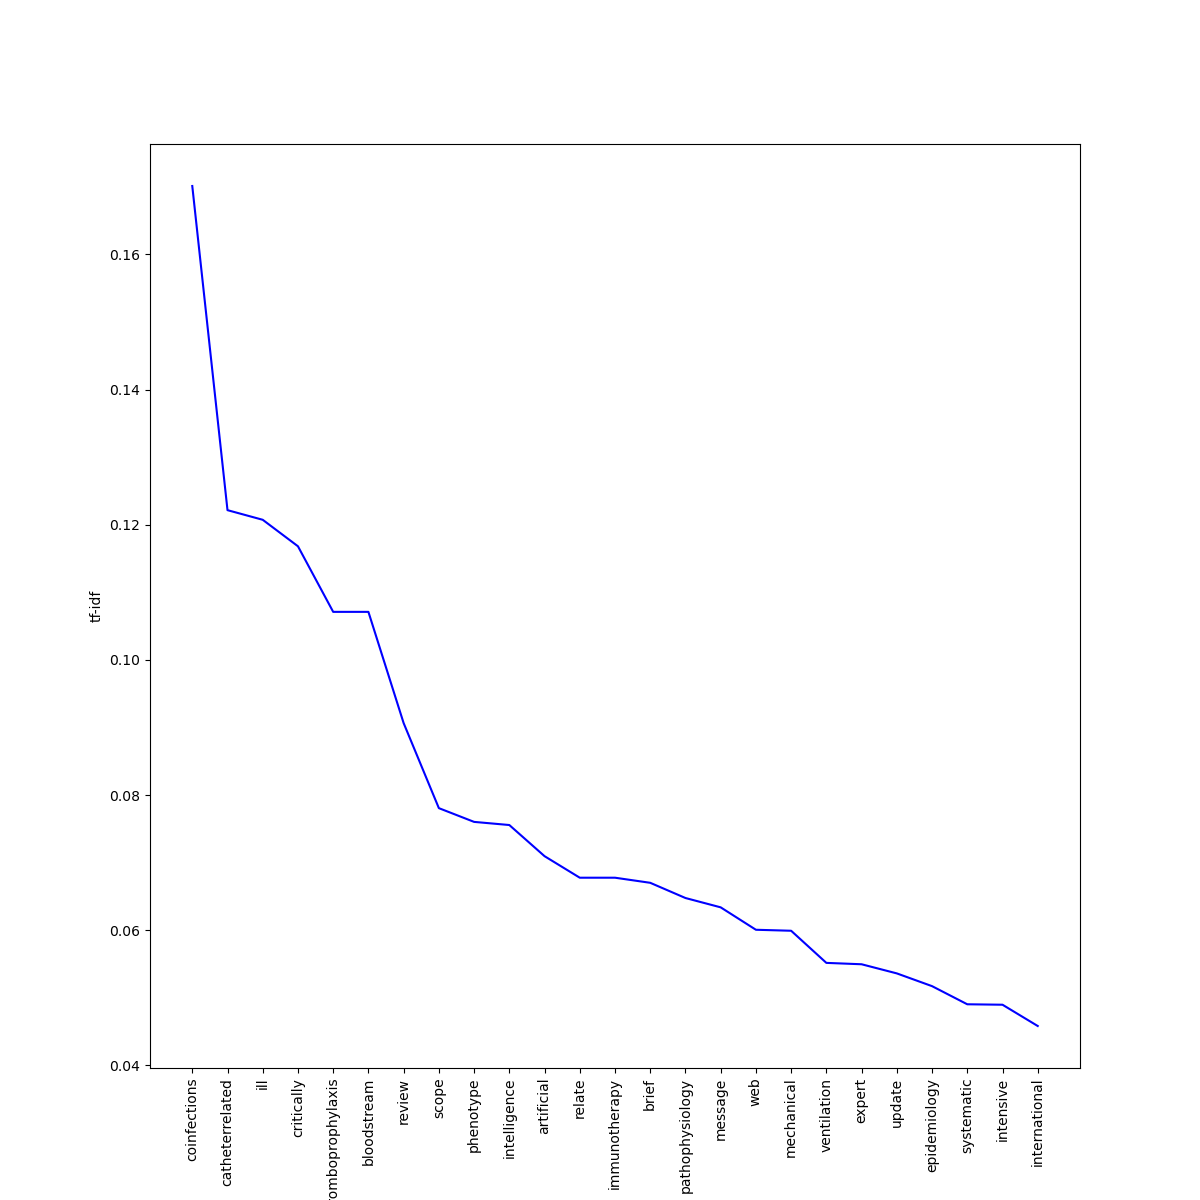 0.16
0.14
0.12
0.10
0.08
0.06
0.04
tf-idf
coinfections
catheterrelated
ill
critically
omboprophylaxis
bloodstream
review
scope
phenotype
intelligence
artificial
relate
immunotherapy
brief
pathophysiology
message
web
mechanical
ventilation
expert
update
epidemiology
systematic
intensive
international